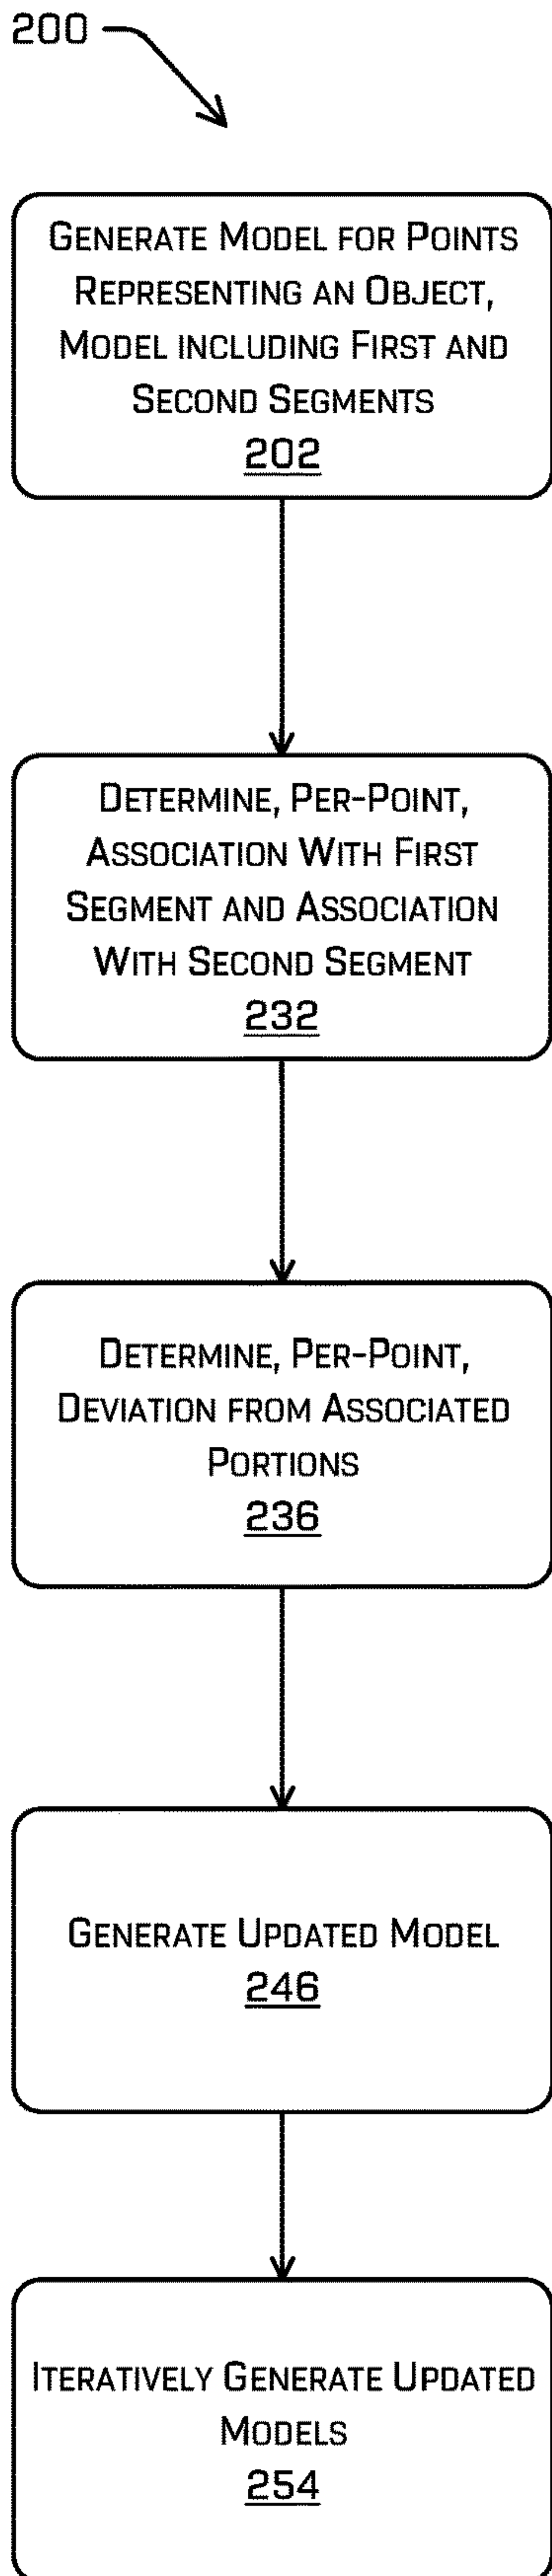 200
Generate Model for Points
Representing an Object,
Model including First and
Second Segments
202
Determine, Per-Point,
Association With First
Segment and Association
With Second Segment
232
Determine, Per-Point,
Deviation from Associated
Portions
236
Generate Updated Model
246
Iteratively Generate Updated
Models
254